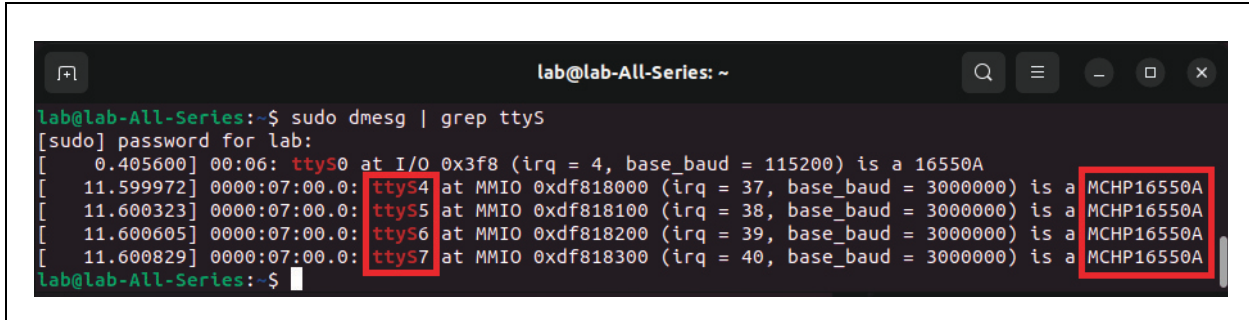 lab@lab-All-Series: ~
lab@lab-All-Series:~$ sudo dmesg | grep ttyS
[sudo] password for lab:
[    0.405600] 00:06: ttyS0 at I/O 0x3f8 (irq = 4, base_baud = 115200) is a 16550A
[   11.599972] 0000:07:00.0: ttyS4 at MMIO 0xdf818000 (irq = 37, base_baud = 3000000) is a MCHP16550A
[   11.600323] 0000:07:00.0: ttyS5 at MMIO 0xdf818100 (irq = 38, base_baud = 3000000) is a MCHP16550A
[   11.600605] 0000:07:00.0: ttyS6 at MMIO 0xdf818200 (irq = 39, base_baud = 3000000) is a MCHP16550A
[   11.600829] 0000:07:00.0: ttyS7 at MMIO 0xdf818300 (irq = 40, base_baud = 3000000) is a MCHP16550A
lab@lab-All-Series:~$